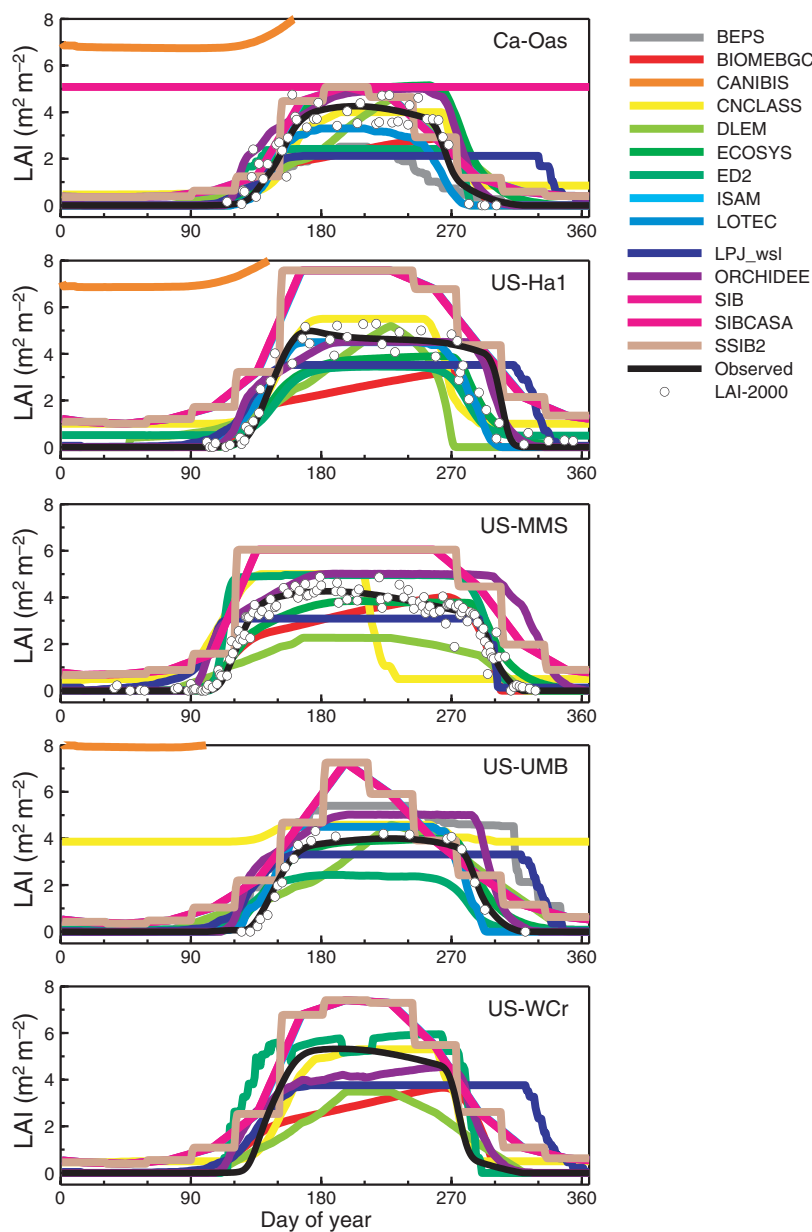 8
6
4
2
0
LAI (m² m⁻²)
Ca-Oas
0
90
180
270
360
8
6
4
2
0
LAI (m² m⁻²)
US-Ha1
0
90
180
270
360
8
6
4
2
0
LAI (m² m⁻²)
US-MMS
0
90
180
270
360
8
6
4
2
0
LAI (m² m⁻²)
US-UMB
0
90
180
270
360
8
6
4
2
0
LAI (m² m⁻²)
US-WCr
0
90
180
270
360
Day of year
BEPS
BIOMEBGC
CANIBIS
CNCLASS
DLEM
ECOSYS
ED2
ISAM
LOTEC
LPJ_wsl
ORCHIDEE
SIB
SIBCASA
SSIB2
Observed
LAI-2000